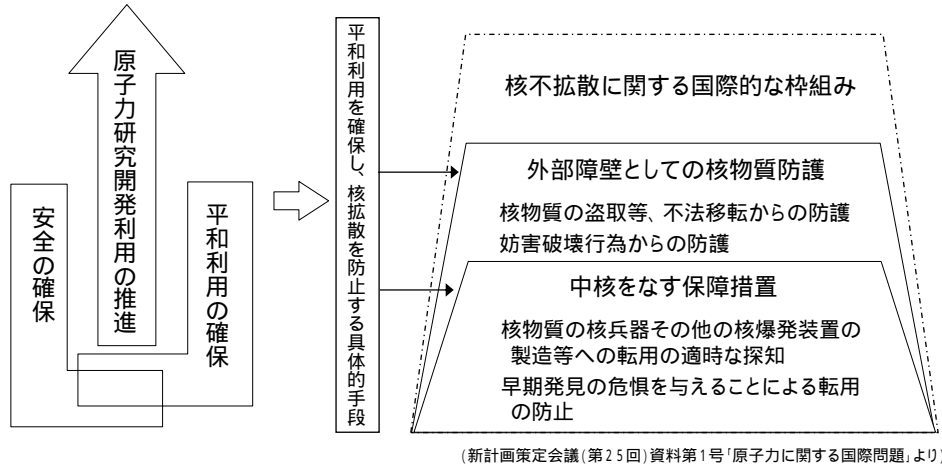 安全の確保
原子力研究開発利用の推進
平和利用の確保
平和利用を確保し、核拡散を防止する具体的手段
核不拡散に関する国際的な枠組み
外部障壁としての核物質防護
核物質の盗取等、不法移転からの防護
妨害破壊行為からの防護
中核をなす保障措置
核物質の核兵器その他の核爆発装置の
製造等への転用の適時な探知
早期発見の危惧を与えることによる転用
の防止
(新計画策定会議(第25回)資料第1号「原子力に関する国際問題」より)